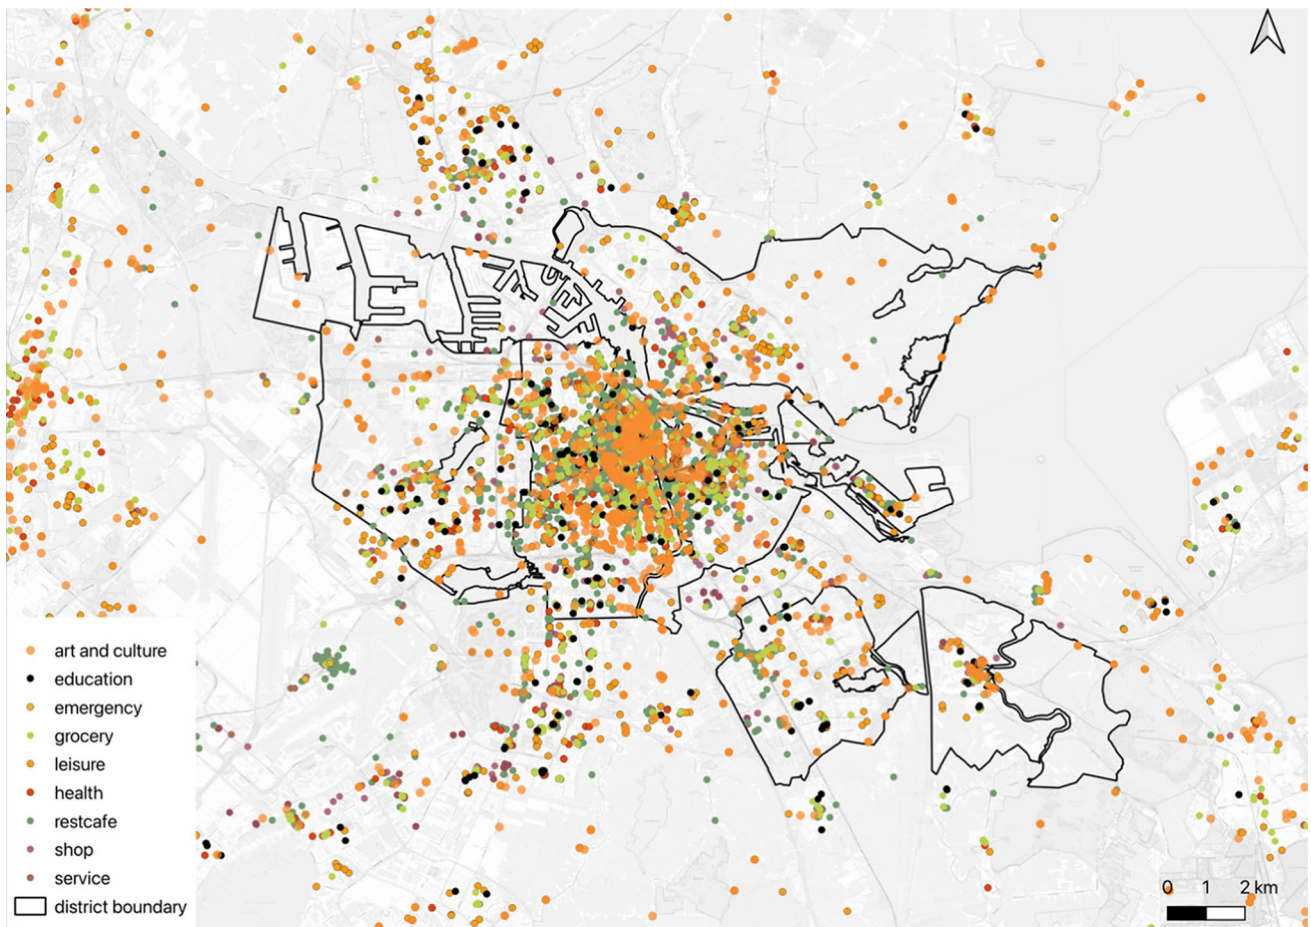 art and culture
education
emergency
grocery
leisure
health
restcafe
shop
service
district boundary
0 1 2 km